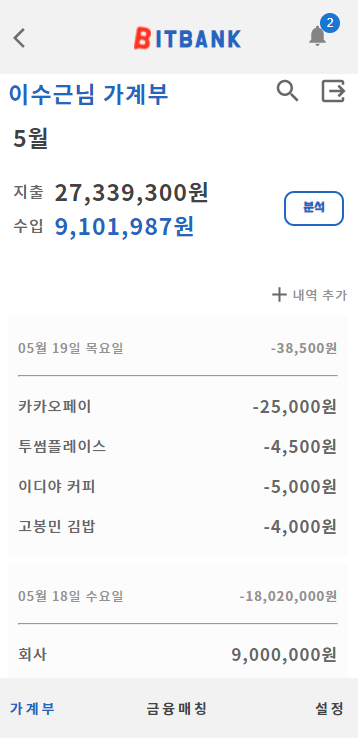 BITBANK
2
이수근님 가계부
5월
지출 27,339,300원
수입 9,101,987원
분석
내역 추가
05월 19일 목요일 -38,500원
카카오페이 -25,000원
투썸플레이스 -4,500원
이디야 커피 -5,000원
고봉민 김밥 -4,000원
05월 18일 수요일 -18,020,000원
회사 9,000,000원
가계부 금융매칭 설정